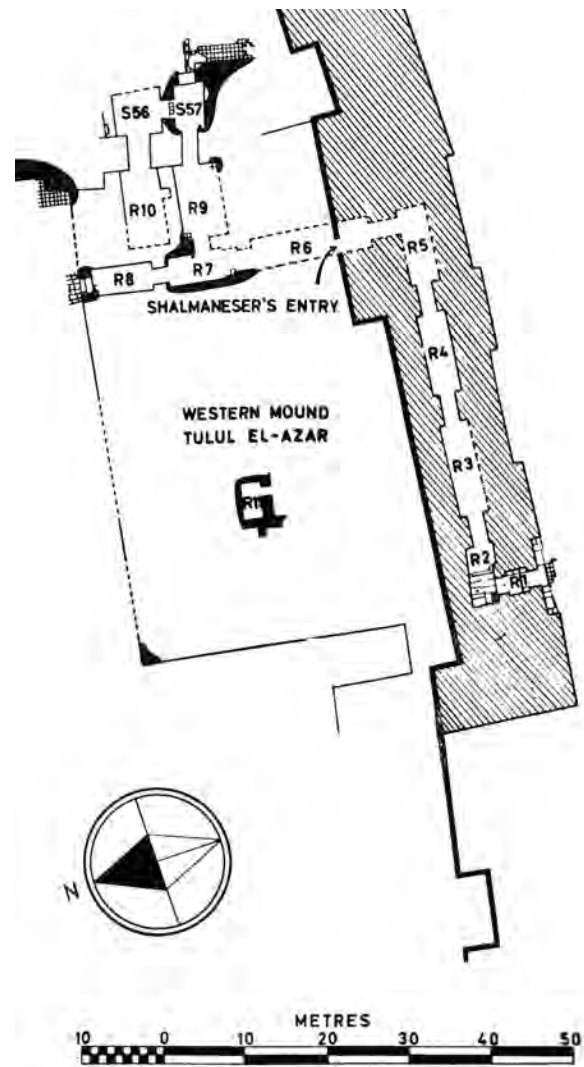 S56
S57
R10
R9
R8
R7
R6
R5
SHALMANESER'S ENTRY
R4
WESTERN MOUND
TULUL EL-AZAR
R3
R2
R1
N
METRES
10 0 10 20 30 40 50